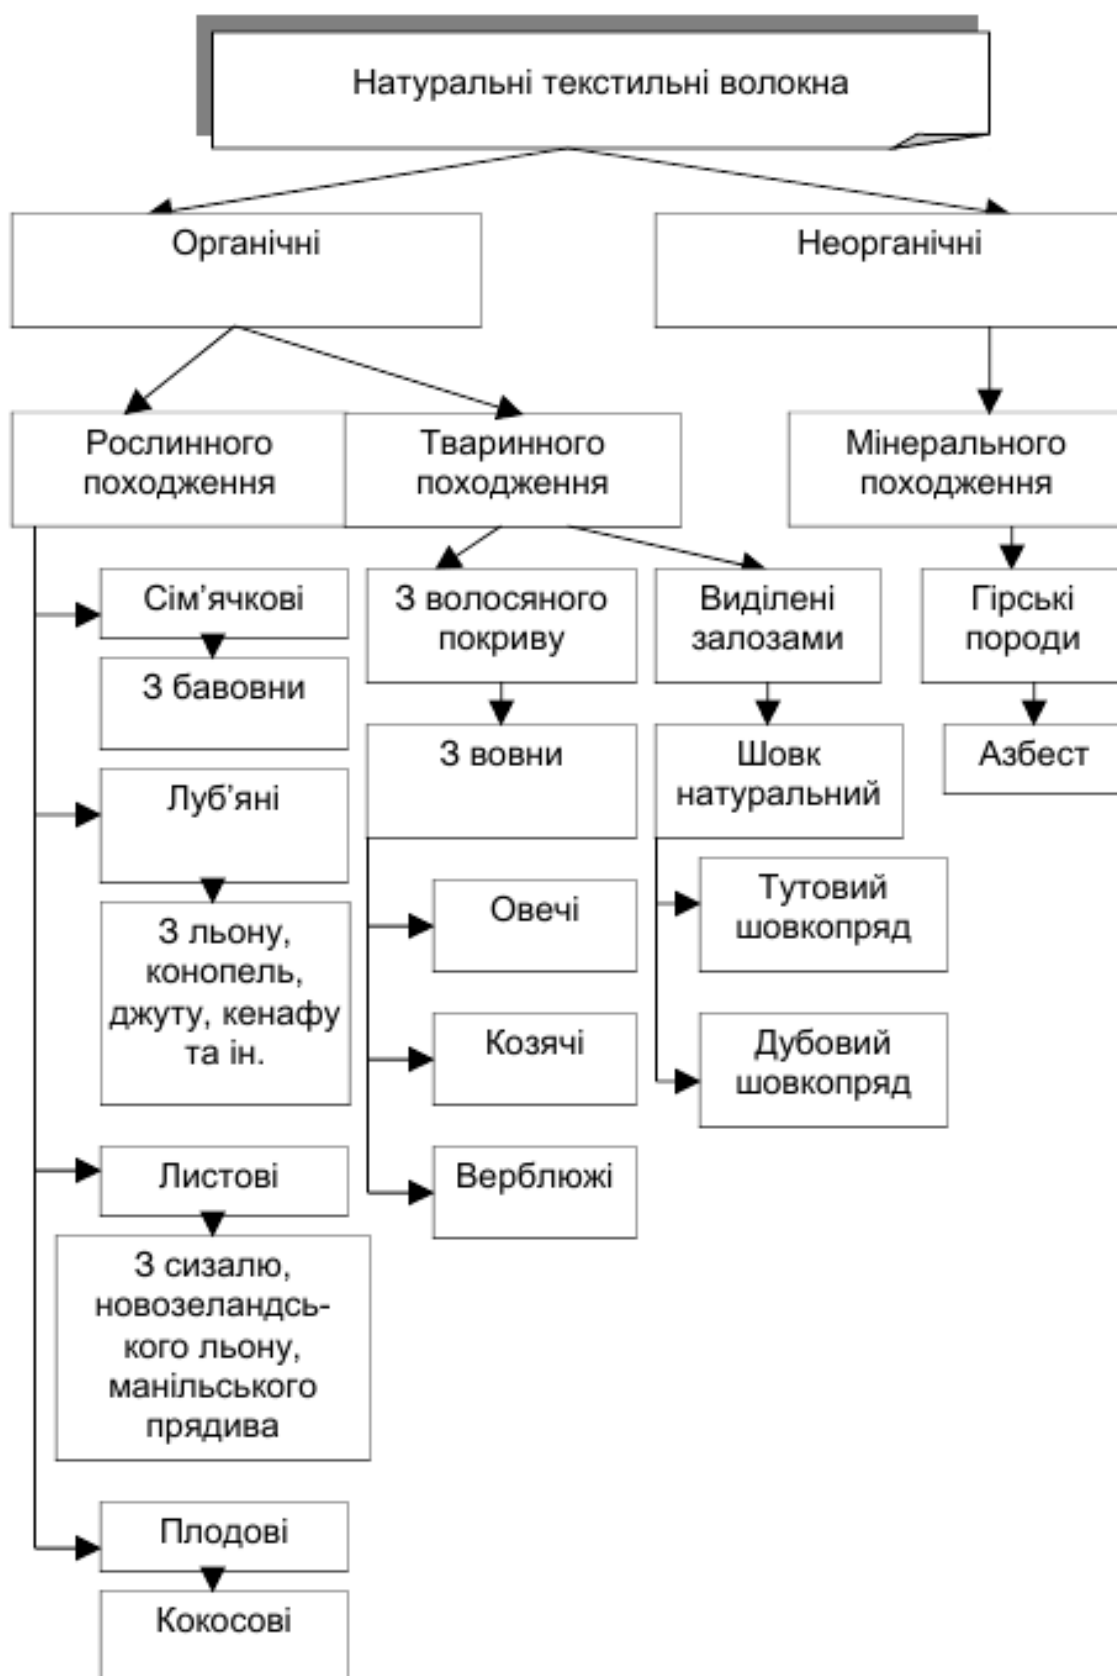 Натуральні текстильні волокна
Органічні
Неорганічні
Рослинного
походження
Тваринного
походження
Мінерального
походження
Сім’ячкові
З бавовни
Луб’яні
З льону,
конопель,
джуту, кенафу
та ін.
Листові
З сизалю,
новозеландсь-
кого льону,
манільського
прядива
Плодові
Кокосові
З волосяного
покриву
З вовни
Овечі
Козячі
Верблюжі
Виділені
залозами
Шовк
натуральний
Тутовий
шовкопряд
Дубовий
шовкопряд
Гірські
породи
Азбест